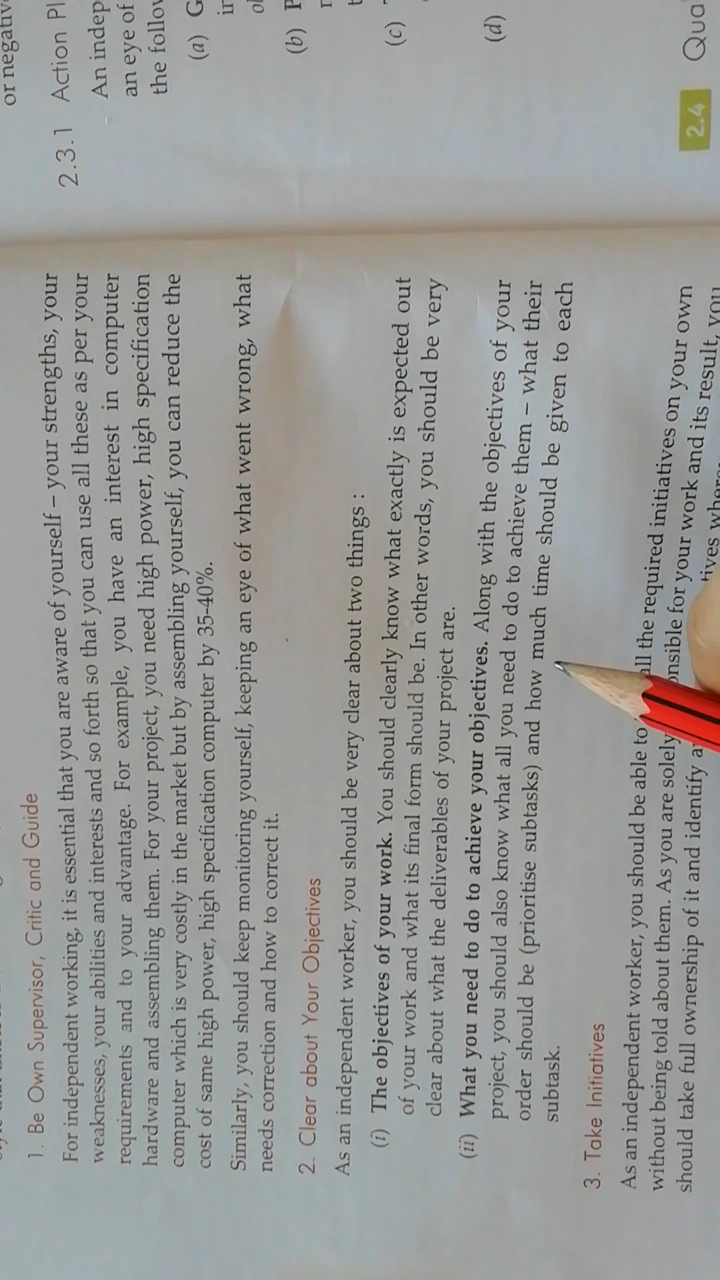 1. Be Own Supervisor, Critic and Guide
For independent working, it is essential that you are aware of yourself – your strengths, your
weaknesses, your abilities and interests and so forth so that you can use all these as per your
requirements and to your advantage. For example, you have an interest in computer
hardware and assembling them. For your project, you need high power, high specification
computer which is very costly in the market but by assembling yourself, you can reduce the
cost of same high power, high specification computer by 35-40%.
Similarly, you should keep monitoring yourself, keeping an eye of what went wrong, what
needs correction and how to correct it.
2. Clear about Your Objectives
As an independent worker, you should be very clear about two things :
(i) The objectives of your work. You should clearly know what exactly is expected out
of your work and what its final form should be. In other words, you should be very
clear about what the deliverables of your project are.
(ii) What you need to do to achieve your objectives. Along with the objectives of your
project, you should also know what all you need to do to achieve them – what their
order should be (prioritise subtasks) and how much time should be given to each
subtask.
3. Take Initiatives
As an independent worker, you should be able to all the required initiatives on your own
without being told about them. As you are solely for your work and its result, you
should take full ownership of it and identify
or
2.3.1 Action
An
an eye of
the
(a)
(b)
(c)
(d)
2.4